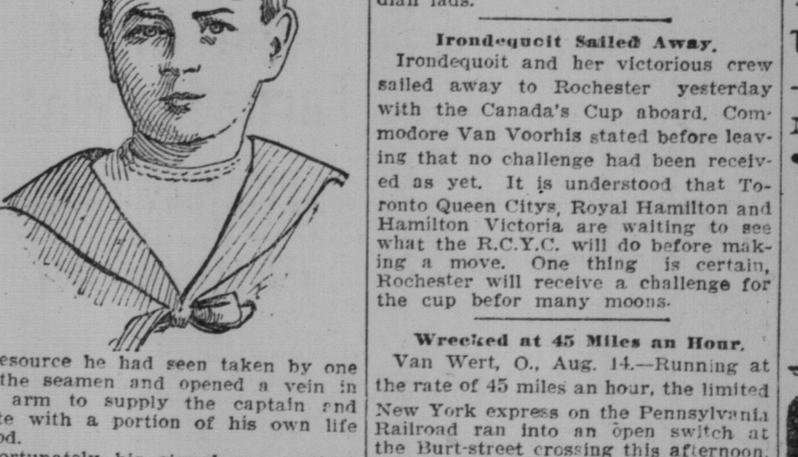 esource he had seen taken by one
the seamen and opened a vein in
arm to supply the captain and
te with a portion of his own life
od.
dian lads.
Irondequoit Sailed Away.
Irondequoit and her victorious crew
sailed away to Rochester yesterday
with the Canada's Cup aboard. Com-
modore Van Voorhis stated before leav-
ing that no challenge had been receiv-
ed as yet. It is understood that To-
ronto Queen Citys, Royal Hamilton and
Hamilton Victoria are waiting to see
what the R.C.Y.C. will do before mak-
ing a move. One thing is certain,
Rochester will receive a challenge for
the cup befor many moons.
Wrecked at 45 Miles an Hour.
Van Wert, O., Aug. 14.—Running at
the rate of 45 miles an hour, the limited
New York express on the Pennsylvania
Railroad ran into an open switch at
the Burt-street crossing this afternoon.